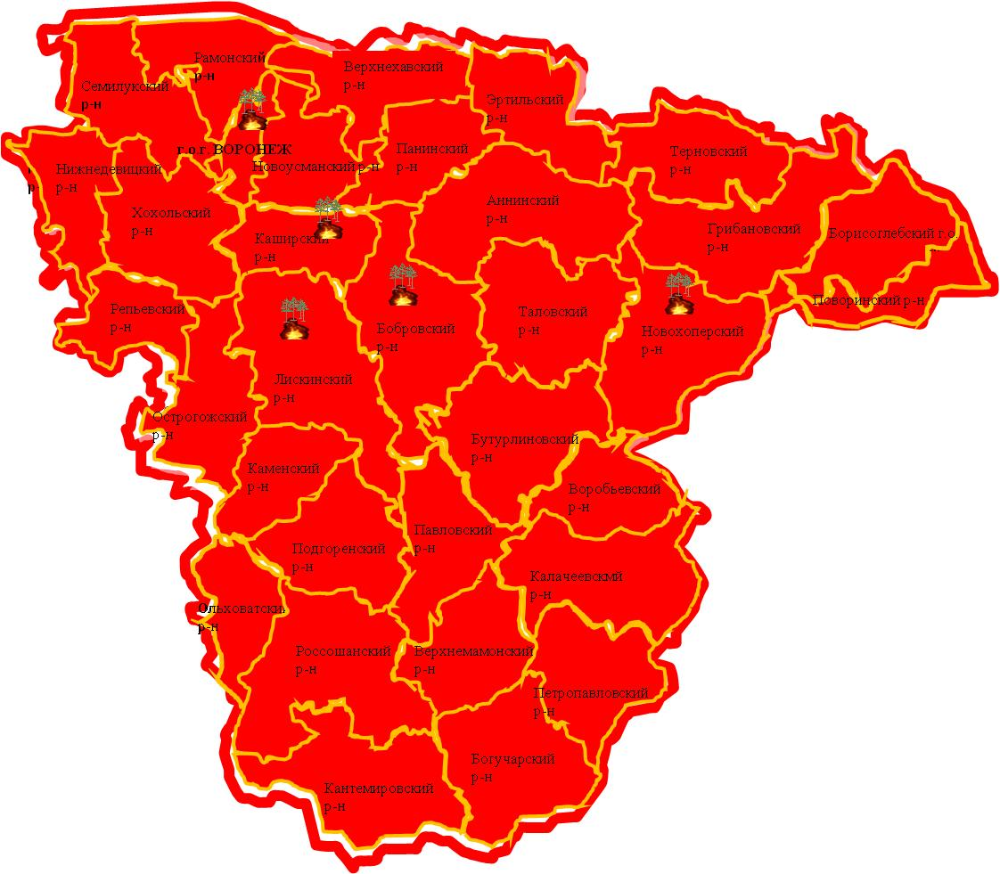 Рамонский
р-н
Верхнехавский
р-н
Семилукский
р-н
Эртильский
р-н
г.о.г. ВОРОНЕЖ
Панинский
р-н
Терновский
р-н
Нижнедевицкий
р-н
р
Новоусманский р-н
Хохольский
р-н
Аннинский
р-н
Каширский
р-н
Грибановский
р-н
Борисоглебский г.о.
Поворинский р-н
Репьевский
р-н
Бобровский
р-н
Таловский
р-н
Новохоперский
р-н
Лискинский
р-н
Острогожский
р-н
Бутурлиновский
р-н
Каменский
р-н
Воробьевский
р-н
Павловский
р-н
Подгоренский
р-н
Калачеевскмй
р-н
Ольховатски
р-н
Россошанский
р-н
Верхнемамонский
р-н
Петропавловский
р-н
Богучарский
р-н
Кантемировский
р-н